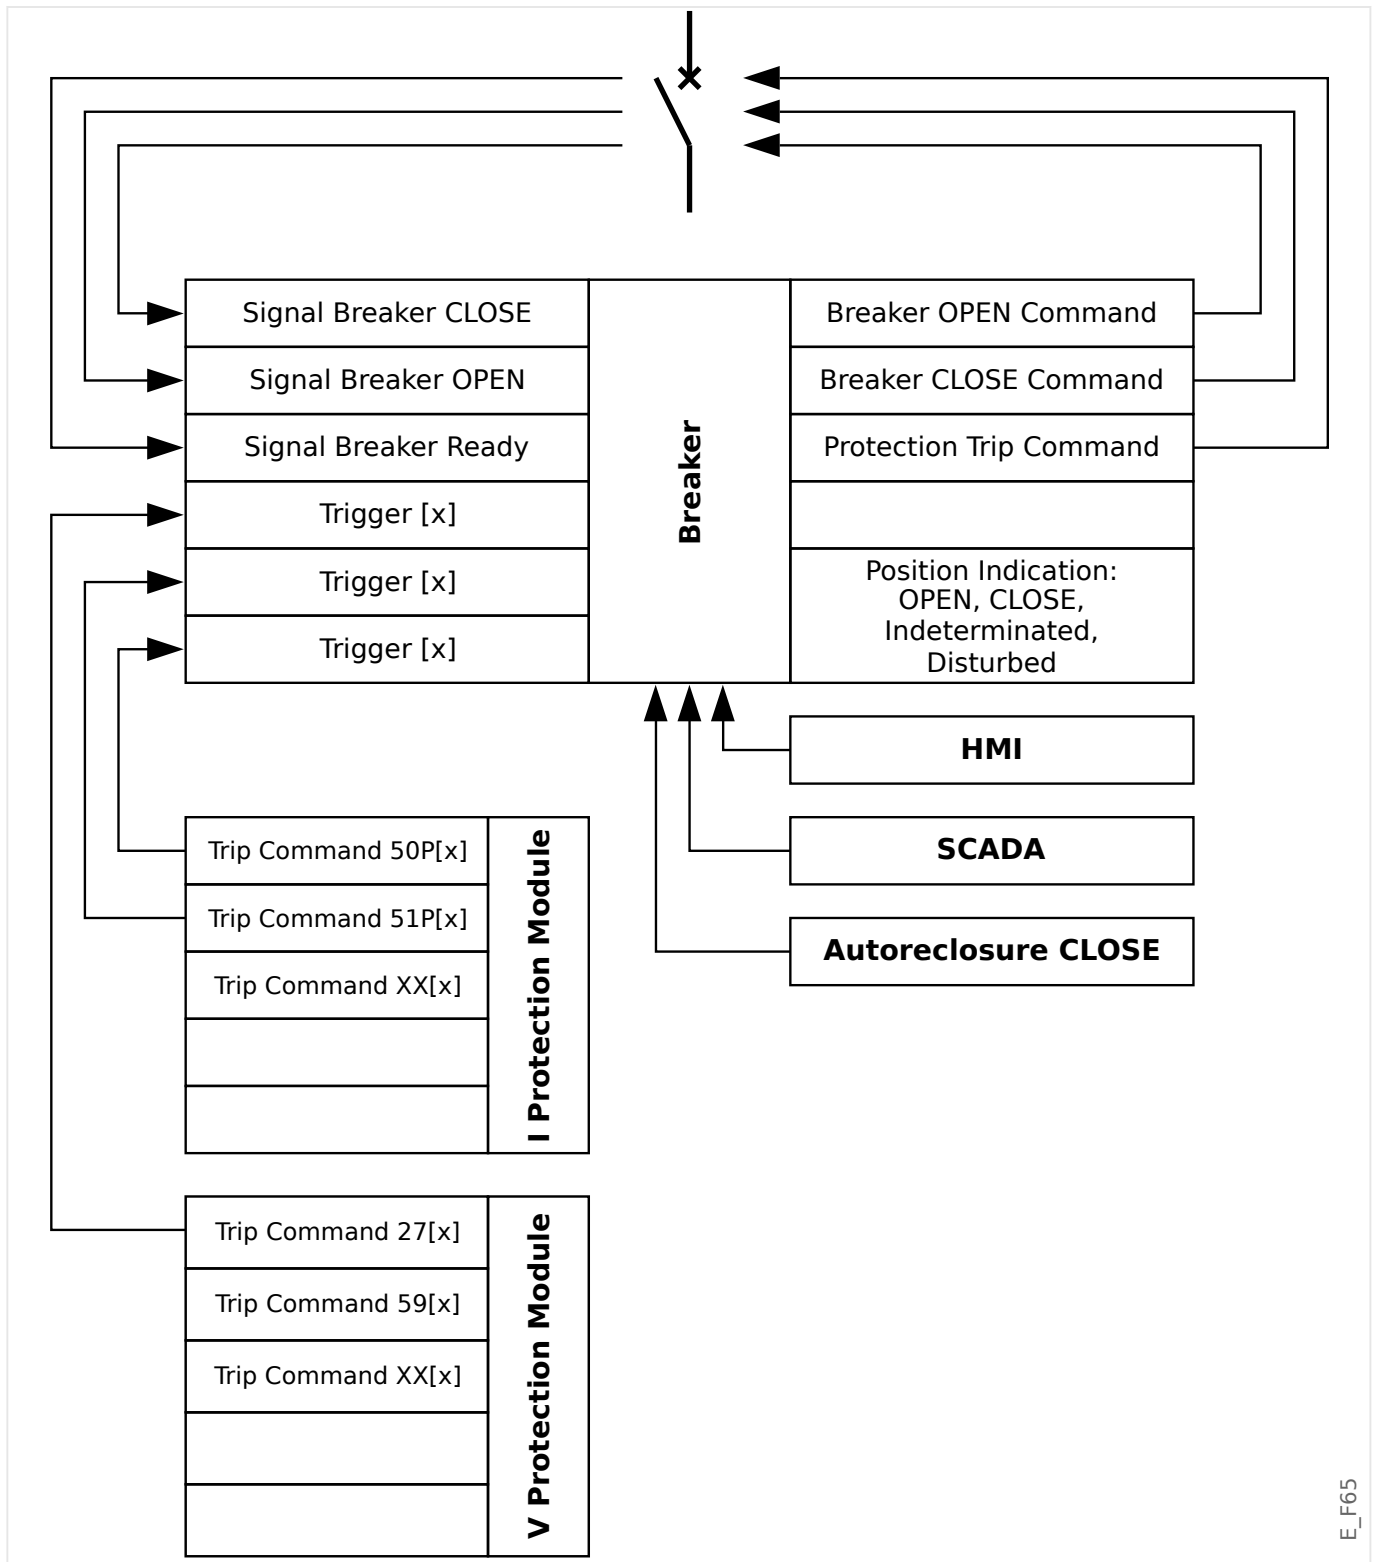 Signal Breaker CLOSE
Signal Breaker OPEN
Signal Breaker Ready
Trigger [x]
Trigger [x]
Trigger [x]
Breaker
Breaker OPEN Command
Breaker CLOSE Command
Protection Trip Command
Position Indication:
OPEN, CLOSE,
Indeterminated,
Disturbed
HMI
SCADA
Autoreclosure CLOSE
Trip Command 50P[x]
Trip Command 51P[x]
Trip Command XX[x]
I Protection Module
Trip Command 27[x]
Trip Command 59[x]
Trip Command XX[x]
V Protection Module
E_F65